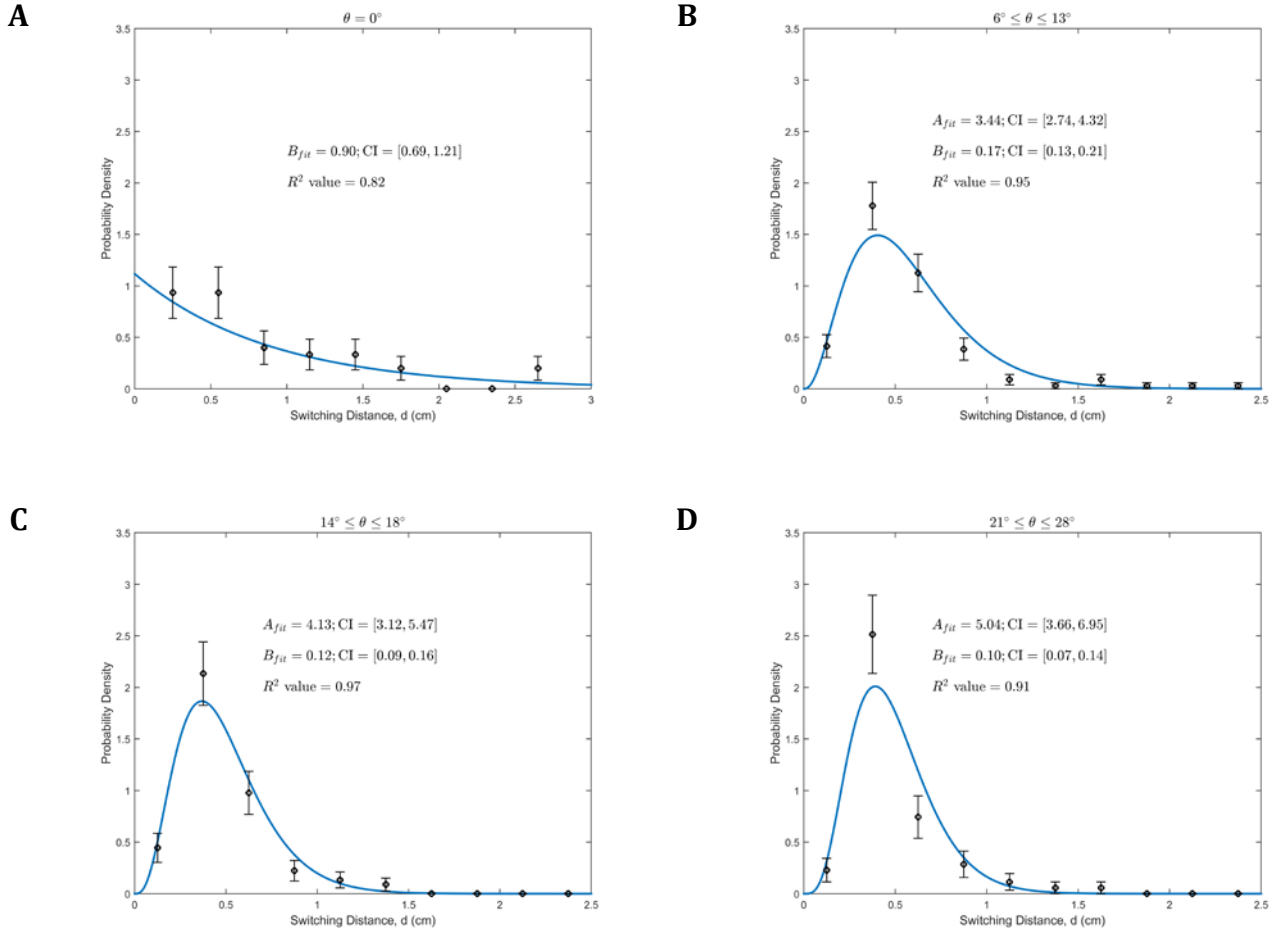 A
θ = 0°
3.5
3
2.5
2
1.5
1
0.5
0
Probability Density
B_fit = 0.90; CI = [0.69, 1.21]
R² value = 0.82
0 0.5 1 1.5 2 2.5 3
Switching Distance, d (cm)
B
6° ≤ θ ≤ 13°
3.5
3
2.5
2
1.5
1
0.5
0
Probability Density
A_fit = 3.44; CI = [2.74, 4.32]
B_fit = 0.17; CI = [0.13, 0.21]
R² value = 0.95
0 0.5 1 1.5 2 2.5
Switching Distance, d (cm)
C
14° ≤ θ ≤ 18°
3.5
3
2.5
2
1.5
1
0.5
0
Probability Density
A_fit = 4.13; CI = [3.12, 5.47]
B_fit = 0.12; CI = [0.09, 0.16]
R² value = 0.97
0 0.5 1 1.5 2 2.5
Switching Distance, d (cm)
D
21° ≤ θ ≤ 28°
3.5
3
2.5
2
1.5
1
0.5
0
Probability Density
A_fit = 5.04; CI = [3.66, 6.95]
B_fit = 0.10; CI = [0.07, 0.14]
R² value = 0.91
0 0.5 1 1.5 2 2.5
Switching Distance, d (cm)